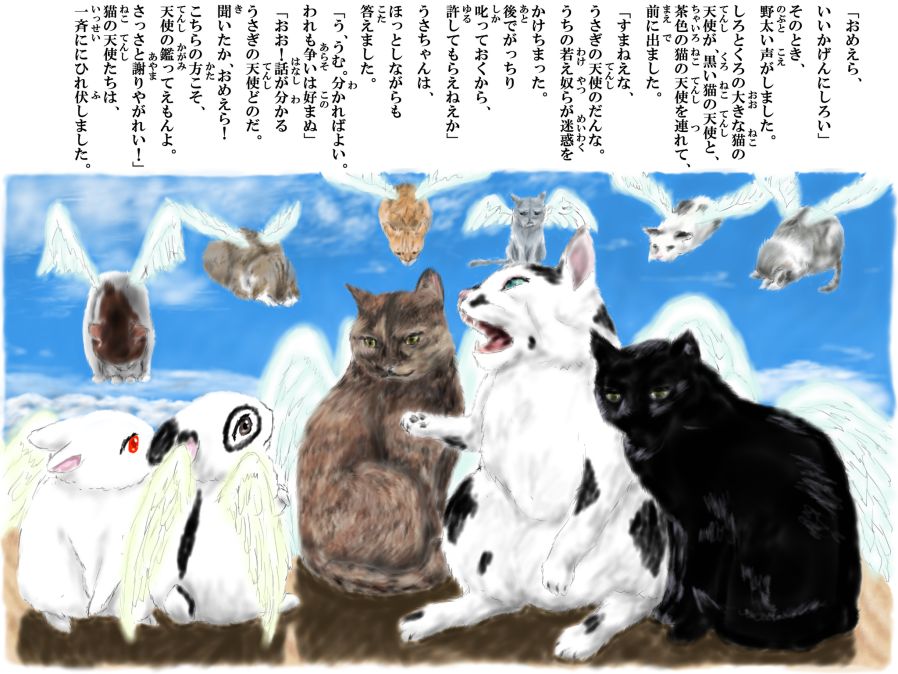 「おめえら、
いいかげんにしろい」
そのとき、
野太い声がしました。
しろとくろの大きな猫の
天使が、黒い猫の天使と、
茶色の猫の天使を連れて、
前に出ました。
「すまねえな、
うさぎの天使のだんな。
うちの若え奴らが迷惑を
かけちまった。
後でがっちり
叱っておくから、
許してもらえねえか」
うさちゃんは、
ほっとしながらも
答えました。
「う、うむ。分かればよい。
われも争いは好まぬ」
「おお！話が分かる
うさぎの天使どのだ。
聞いたか、おめえら！
こちらの方こそ、
天使の鑑ってえもんよ。
さっさと謝りやがれい！」
猫の天使たちは、
一斉ににひれ伏しました。